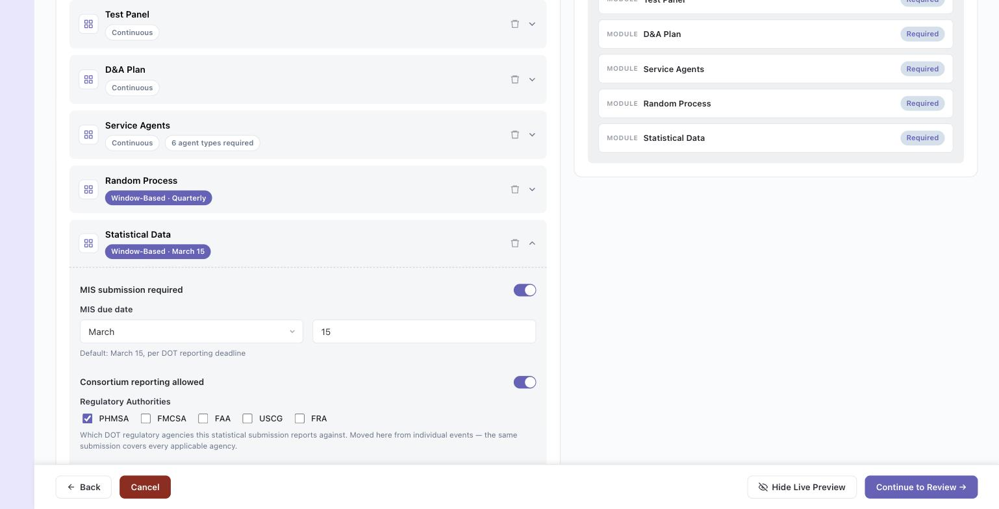 Test Panel
Continuous
D&A Plan
Continuous
Service Agents
Continuous
6 agent types required
Random Process
Window-Based · Quarterly
Statistical Data
Window-Based · March 15
MIS submission required
MIS due date
March
15
Default: March 15, per DOT reporting deadline
Consortium reporting allowed
Regulatory Authorities
PHMSA FMCSA FAA USCG FRA
Which DOT regulatory agencies this statistical submission reports against. Moved here from individual events — the same
submission covers every applicable agency.
MODULE Test Panel Required
MODULE D&A Plan Required
MODULE Service Agents Required
MODULE Random Process Required
MODULE Statistical Data Required
← Back
Cancel
Hide Live Preview
Continue to Review →